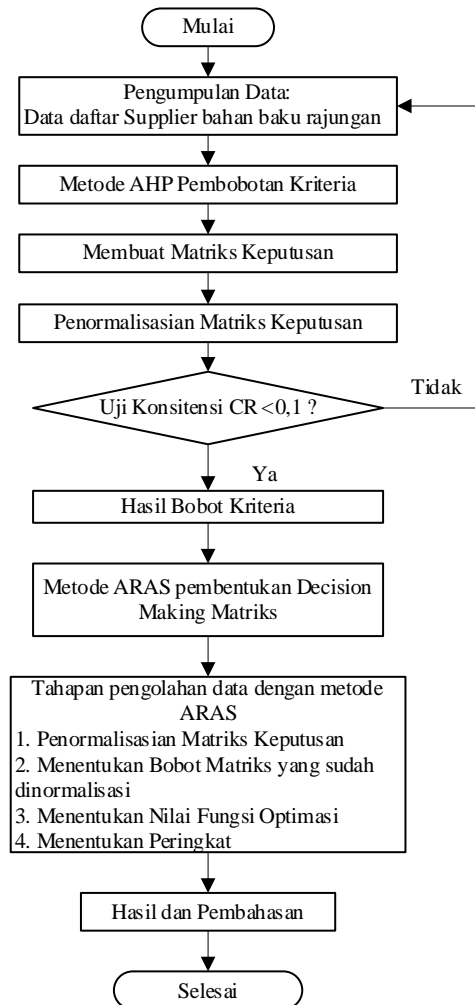 Mulai
Pengumpulan Data:
Data daftar Supplier bahan baku rajungan
Metode AHP Pembobotan Kriteria
Membuat Matriks Keputusan
Penormalisasian Matriks Keputusan
Uji Konsitensi CR<0,1 ?
Tidak
Ya
Hasil Bobot Kriteria
Metode ARAS pembentukan Decision
Making Matriks
Tahapan pengolahan data dengan metode
ARAS
1. Penormalisasian Matriks Keputusan
2. Menentukan Bobot Matriks yang sudah
dinormalisasi
3. Menentukan Nilai Fungsi Optimasi
4. Menentukan Peringkat
Hasil dan Pembahasan
Selesai